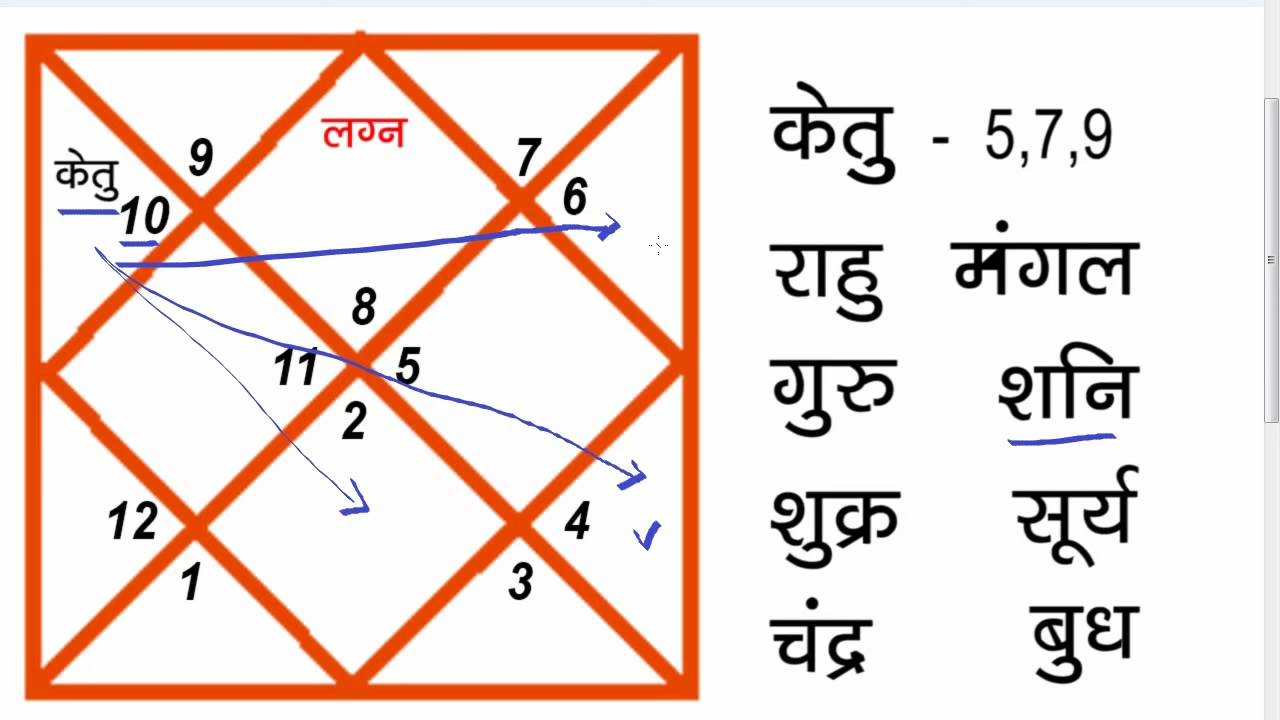 लग्न
7
9
केतु
10
6
8
11
5
2
12
4
1
3
केतु - 5,7,9
राहु मंगल
गुरु शनि
शुक्र सूर्य
चंद्र बुध